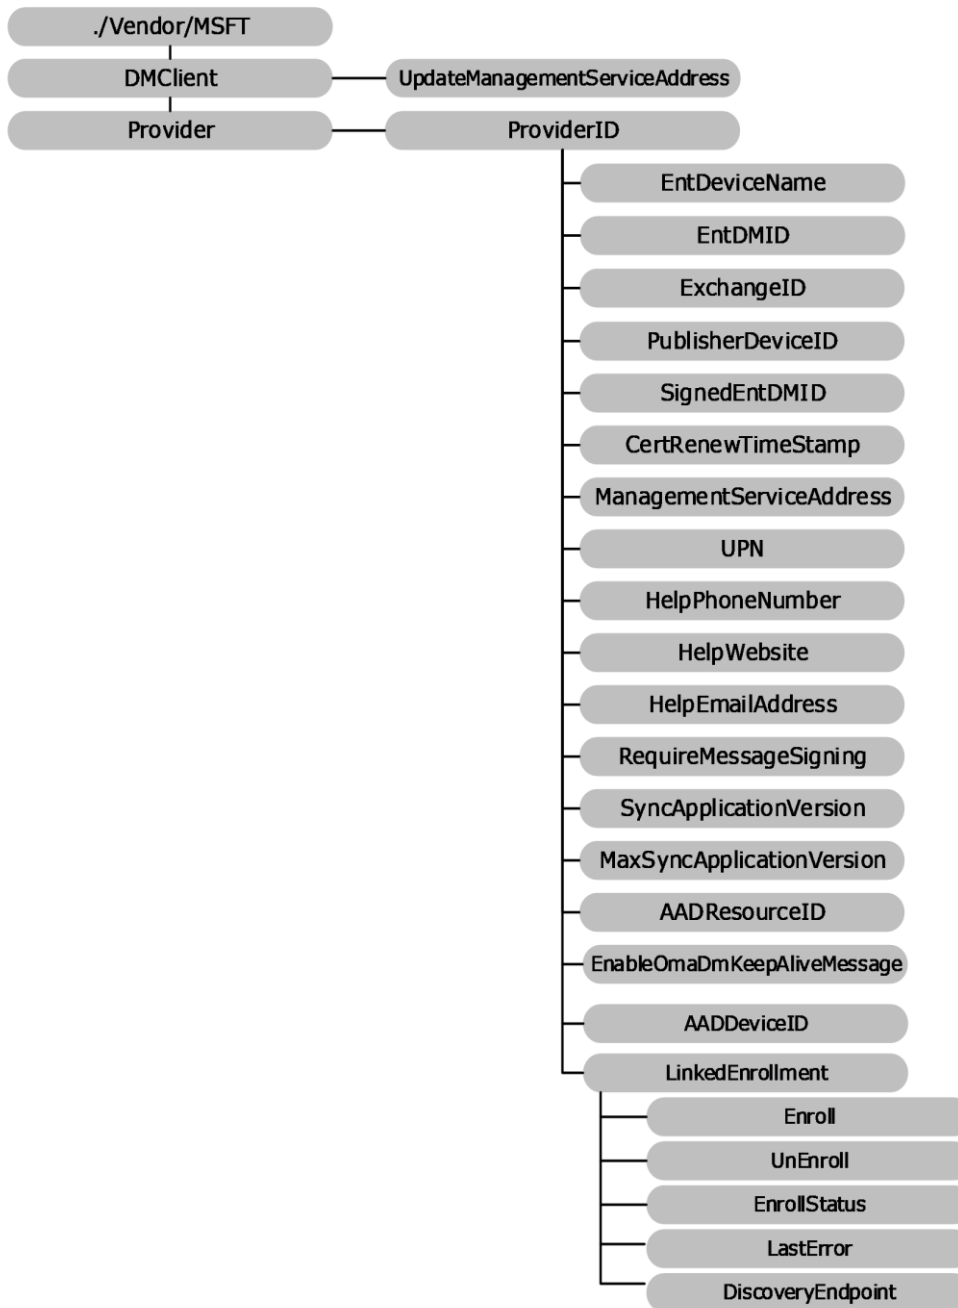 ./Vendor/MSFT
DMClient
UpdateManagementServiceAddress
Provider
ProviderID
EntDeviceName
EntDMID
ExchangeID
PublisherDeviceID
SignedEntDMID
CertRenewTimeStamp
ManagementServiceAddress
UPN
HelpPhoneNumber
HelpWebsite
HelpEmailAddress
RequireMessageSigning
SyncApplicationVersion
MaxSyncApplicationVersion
AADResourceID
EnableOmaDmKeepAliveMessage
AADDeviceID
LinkedEnrollment
Enroll
UnEnroll
EnrollStatus
LastError
DiscoveryEndpoint